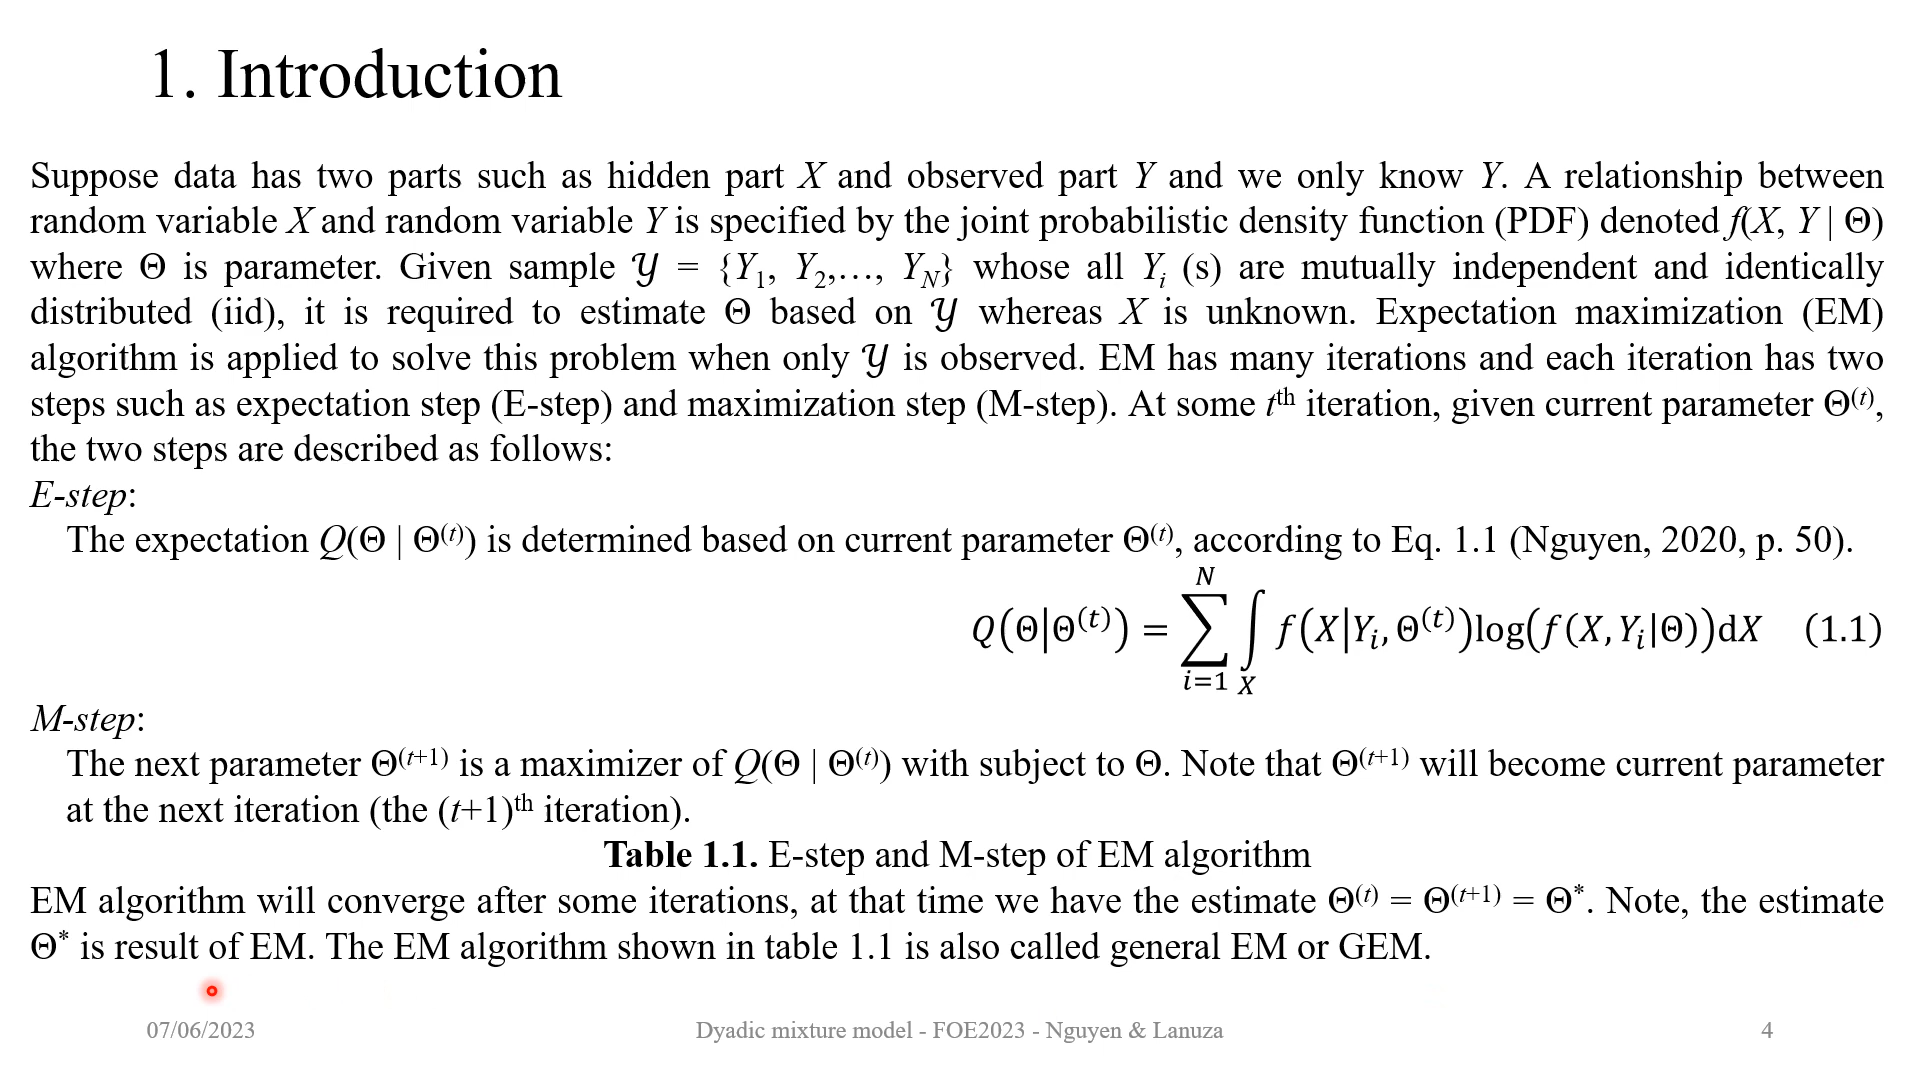 1. Introduction
Suppose data has two parts such as hidden part X and observed part Y and we only know Y. A relationship between
random variable X and random variable Y is specified by the joint probabilistic density function (PDF) denoted f(X, Y | Θ)
where Θ is parameter. Given sample 𝒴 = {Y₁, Y₂,…, Y_N} whose all Yᵢ (s) are mutually independent and identically
distributed (iid), it is required to estimate Θ based on 𝒴 whereas X is unknown. Expectation maximization (EM)
algorithm is applied to solve this problem when only 𝒴 is observed. EM has many iterations and each iteration has two
steps such as expectation step (E-step) and maximization step (M-step). At some tᵗʰ iteration, given current parameter Θ⁽ᵗ⁾,
the two steps are described as follows:
E-step:
The expectation Q(Θ | Θ⁽ᵗ⁾) is determined based on current parameter Θ⁽ᵗ⁾, according to Eq. 1.1 (Nguyen, 2020, p. 50).
Q(Θ|Θ⁽ᵗ⁾) = ∑_{i=1}^{N} ∫_X f(X|Yᵢ, Θ⁽ᵗ⁾)log(f(X, Yᵢ|Θ))dX (1.1)
M-step:
The next parameter Θ⁽ᵗ⁺¹⁾ is a maximizer of Q(Θ | Θ⁽ᵗ⁾) with subject to Θ. Note that Θ⁽ᵗ⁺¹⁾ will become current parameter
at the next iteration (the (t+1)ᵗʰ iteration).
Table 1.1. E-step and M-step of EM algorithm
EM algorithm will converge after some iterations, at that time we have the estimate Θ⁽ᵗ⁾ = Θ⁽ᵗ⁺¹⁾ = Θ*. Note, the estimate
Θ* is result of EM. The EM algorithm shown in table 1.1 is also called general EM or GEM.
07/06/2023
Dyadic mixture model - FOE2023 - Nguyen & Lanuza
4